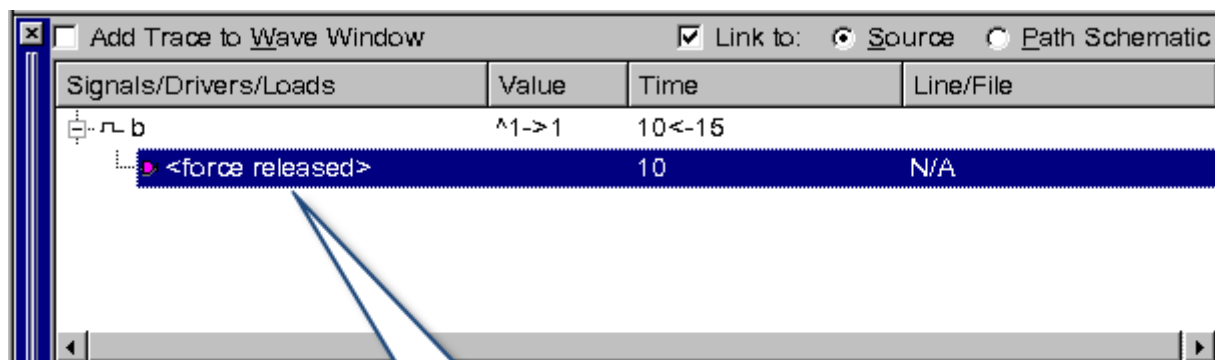 Add Trace to Wave Window Link to: Source Path Schematic
Signals/Drivers/Loads Value Time Line/File
b ^1->1 10<-15
<force released> 10 N/A